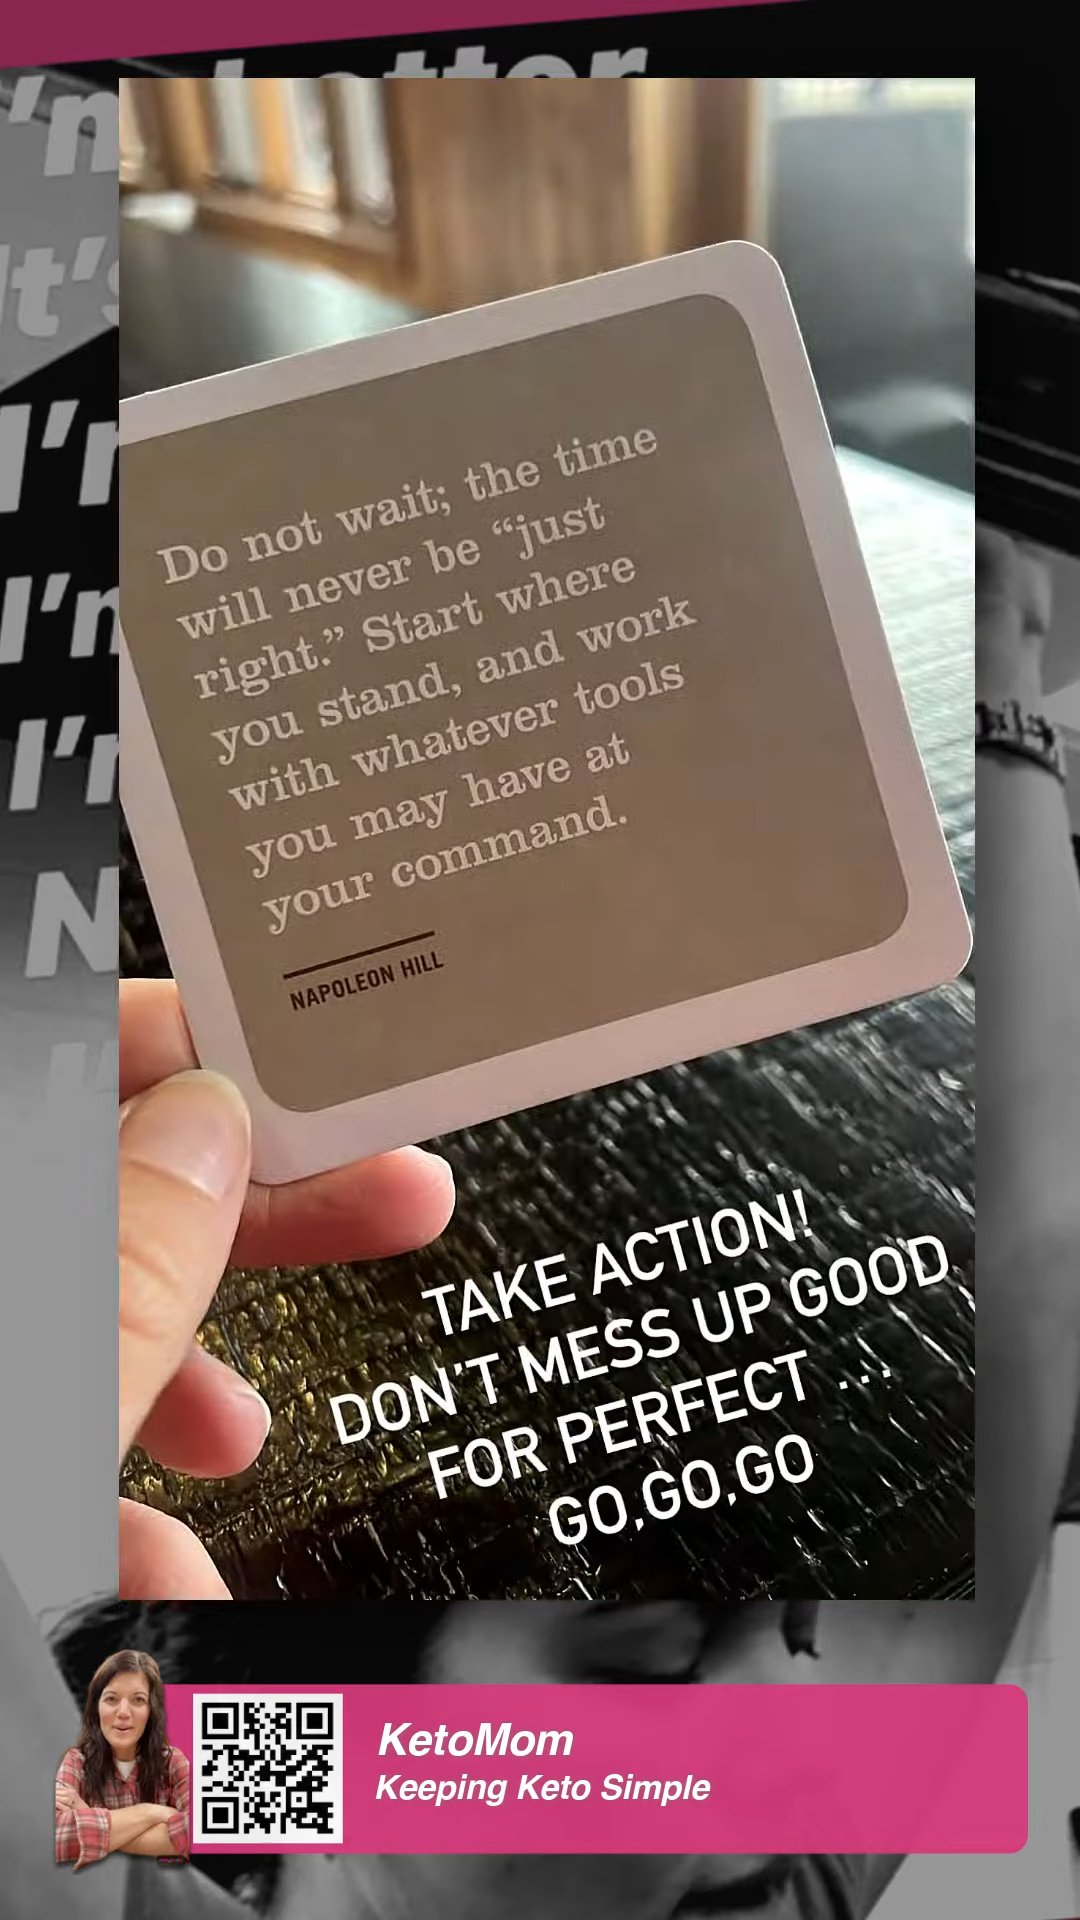 Do not wait; the time
will never be “just
right.” Start where
you stand, and work
with whatever tools
you may have at
your command.
NAPOLEON HILL
TAKE ACTION!
DON'T MESS UP GOOD
FOR PERFECT ...
GO,GO,GO
KetoMom
Keeping Keto Simple